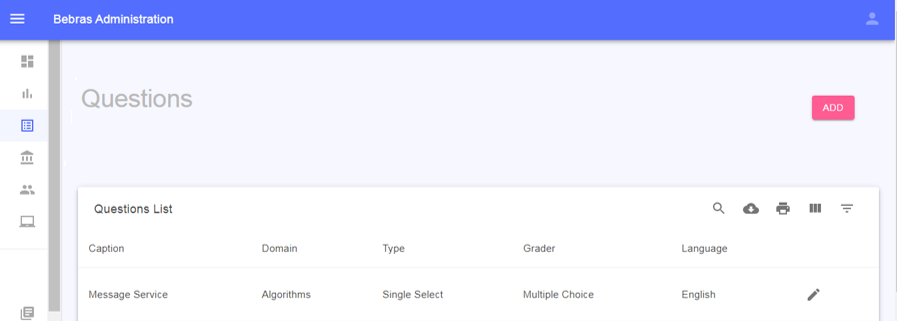 Bebras Administration
Questions
ADD
Questions List
Caption Domain Type Grader Language
Message Service Algorithms Single Select Multiple Choice English